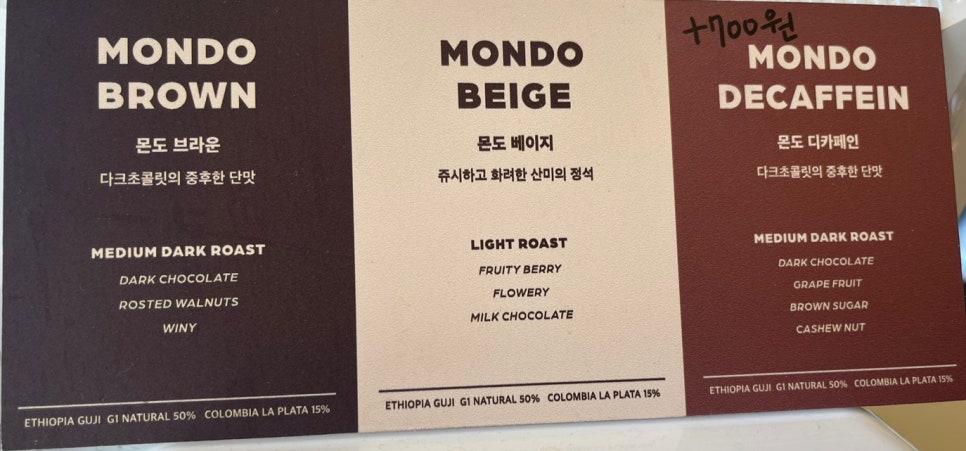 MONDO
BROWN
몬도 브라운
다크초콜릿의 중후한 단맛
MEDIUM DARK ROAST
DARK CHOCOLATE
ROSTED WALNUTS
WINY
ETHIOPIA GUJI G1 NATURAL 50% COLOMBIA LA PLATA 15%
MONDO
BEIGE
몬도 베이지
쥬시하고 화려한 산미의 정석
LIGHT ROAST
FRUITY BERRY
FLOWERY
MILK CHOCOLATE
ETHIOPIA GUJI G1 NATURAL 50% COLOMBIA LA PLATA 15%
+700원
MONDO
DECAFFEIN
몬도 디카페인
다크초콜릿의 중후한 단맛
MEDIUM DARK ROAST
DARK CHOCOLATE
GRAPE FRUIT
BROWN SUGAR
CASHEW NUT
ETHIOPIA GUJI G1 NATURAL 50% COLOMBIA LA PLATA 15%